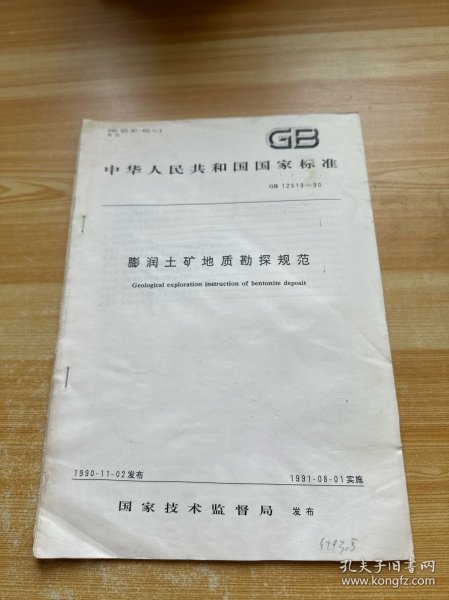 GB
中华人民共和国国家标准
GB 12518—90
膨润土矿地质勘探规范
Geological exploration instruction of bentonite deposit
1990-11-02发布
1991-08-01实施
国家技术监督局 发布
孔夫子旧书网
www.kongfz.com